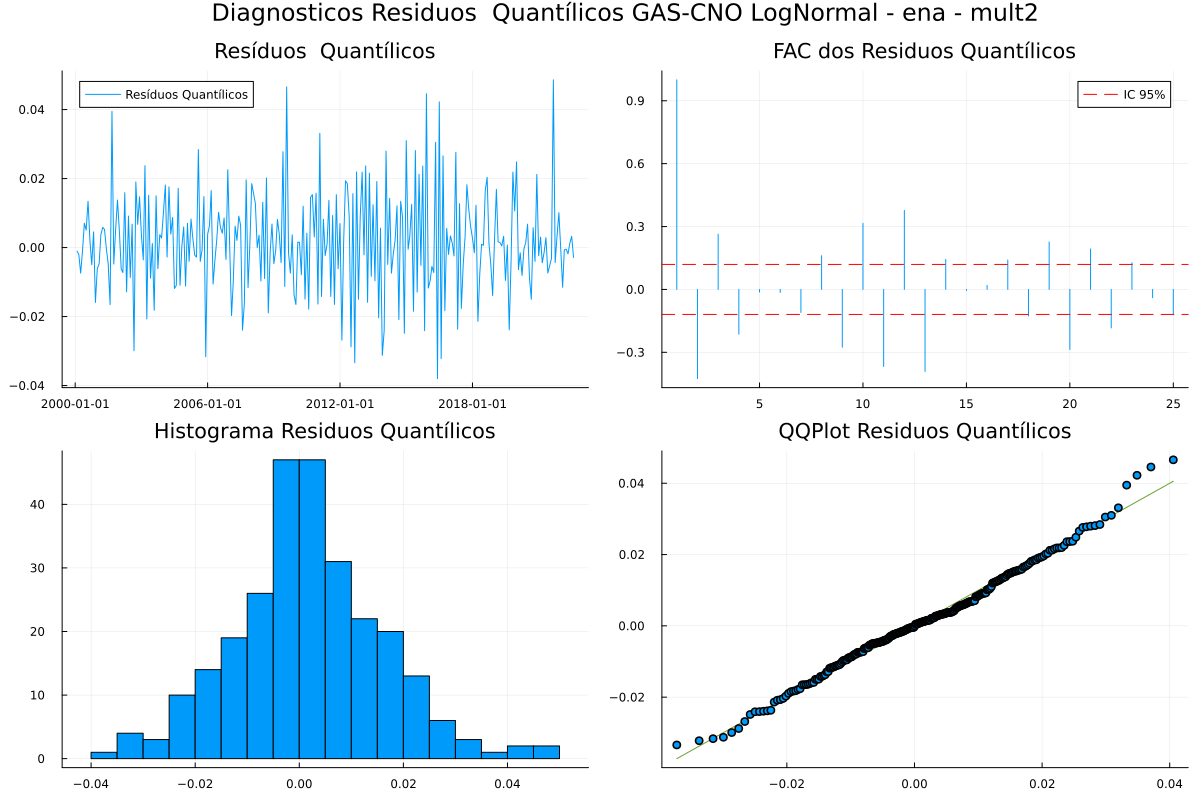 Diagnosticos Residuos  Quantílicos GAS-CNO LogNormal - ena - mult2
Resíduos  Quantílicos
Resíduos Quantílicos
0.04
0.02
0.00
−0.02
−0.04
2000-01-01 2006-01-01 2012-01-01 2018-01-01
FAC dos Residuos Quantílicos
IC 95%
0.9
0.6
0.3
0.0
−0.3
5 10 15 20 25
Histograma Residuos Quantílicos
40
30
20
10
0
−0.04 −0.02 0.00 0.02 0.04
QQPlot Residuos Quantílicos
0.04
0.02
0.00
−0.02
−0.02 0.00 0.02 0.04